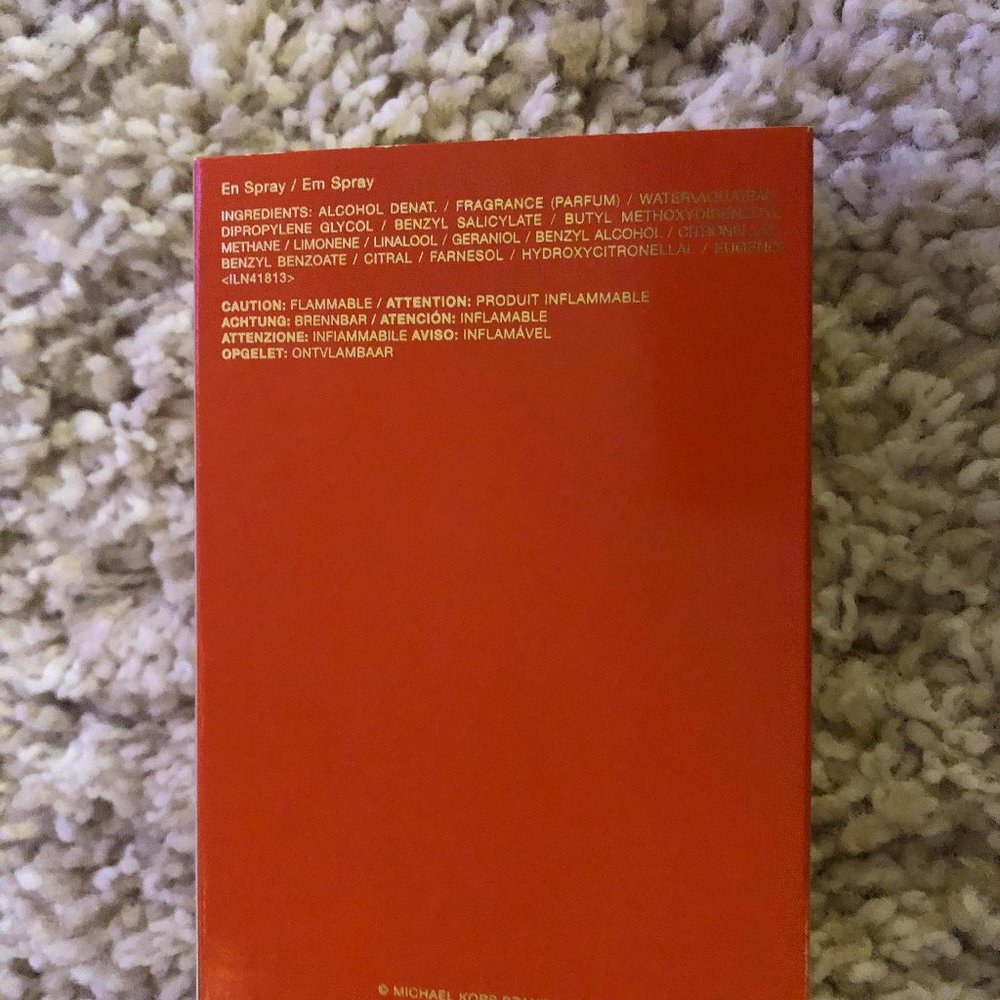 En Spray / Em Spray
INGREDIENTS: ALCOHOL DENAT. / FRAGRANCE (PARFUM) /
DIPROPYLENE GLYCOL / BENZYL SALICYLATE / BUTYL METHOXYDIBENZOYL
METHANE / LIMONENE / LINALOOL / GERANIOL / BENZYL ALCOHOL / CITRONELLOL
BENZYL BENZOATE / CITRAL / FARNESOL / HYDROXYCITRONELLAL / EUGENOL
<ILN41813>
CAUTION: FLAMMABLE / ATTENTION: PRODUIT INFLAMMABLE
ACHTUNG: BRENNBAR / ATENCIÓN: INFLAMABLE
ATTENZIONE: INFIAMMABILE AVISO: INFLAMÁVEL
OPGELET: ONTVLAMBAAR
© MICHAEL KORS